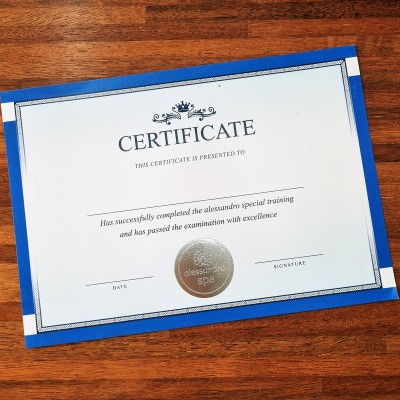 CERTIFICATE
THIS CERTIFICATE IS PRESENTED TO
Has successfully completed the alessandro special training
and has passed the examination with excellence
alessandro
spa
DATE
SIGNATURE